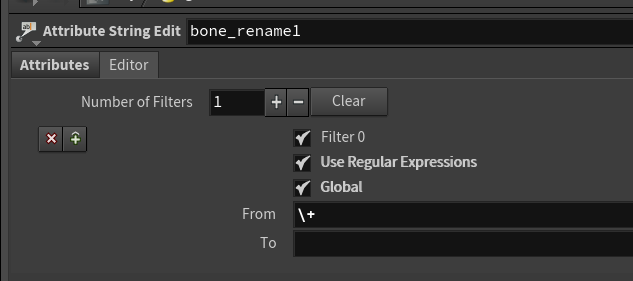 Attribute String Edit bone_rename1
Attributes Editor
Number of Filters 1 + − Clear
Filter 0
Use Regular Expressions
Global
From \+
To